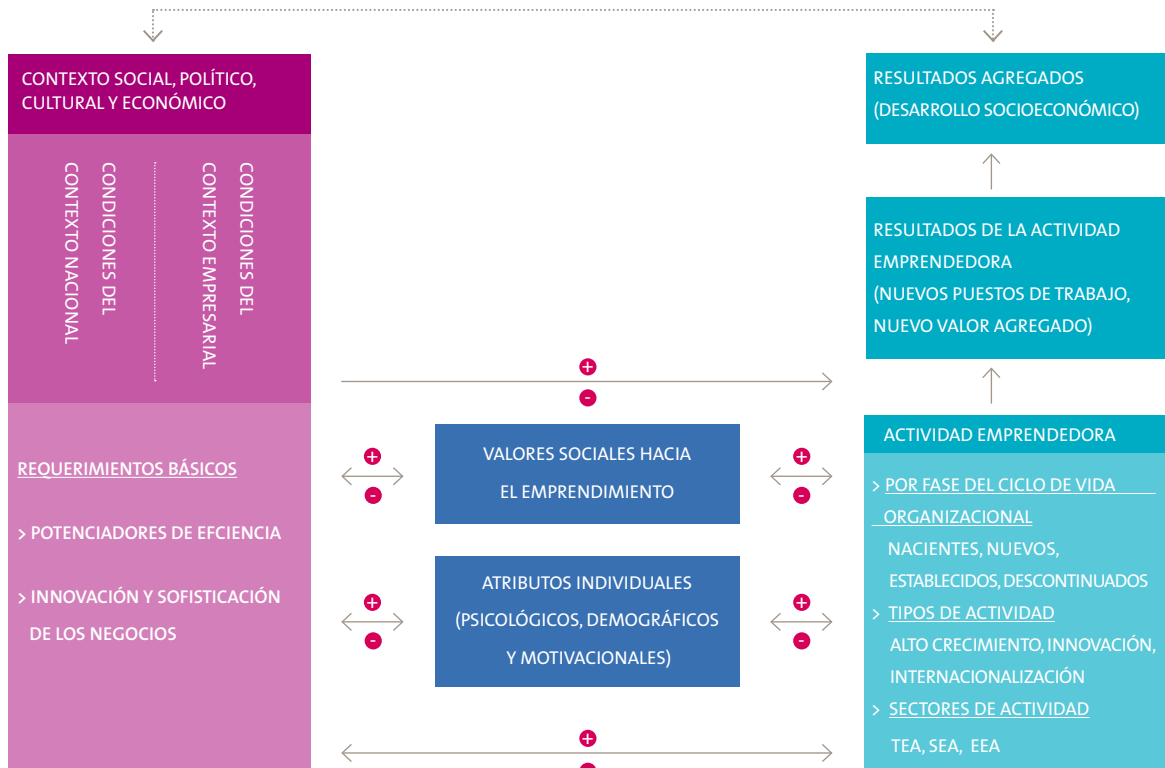 CONTEXTO SOCIAL, POLÍTICO,
CULTURAL Y ECONÓMICO
CONDICIONES DEL
CONTEXTO NACIONAL
CONDICIONES DEL
CONTEXTO EMPRESARIAL
REQUERIMIENTOS BÁSICOS
> POTENCIADORES DE EFCIENCIA
> INNOVACIÓN Y SOFISTICACIÓN
DE LOS NEGOCIOS
+
-
+
-
VALORES SOCIALES HACIA
EL EMPRENDIMIENTO
+
-
+
-
ATRIBUTOS INDIVIDUALES
(PSICOLÓGICOS, DEMOGRÁFICOS
Y MOTIVACIONALES)
+
-
+
-
RESULTADOS AGREGADOS
(DESARROLLO SOCIOECONÓMICO)
RESULTADOS DE LA ACTIVIDAD
EMPRENDEDORA
(NUEVOS PUESTOS DE TRABAJO,
NUEVO VALOR AGREGADO)
ACTIVIDAD EMPRENDEDORA
> POR FASE DEL CICLO DE VIDA
ORGANIZACIONAL
NACIENTES, NUEVOS,
ESTABLECIDOS, DESCONTINUADOS
> TIPOS DE ACTIVIDAD
ALTO CRECIMIENTO, INNOVACIÓN,
INTERNACIONALIZACIÓN
> SECTORES DE ACTIVIDAD
TEA, SEA, EEA